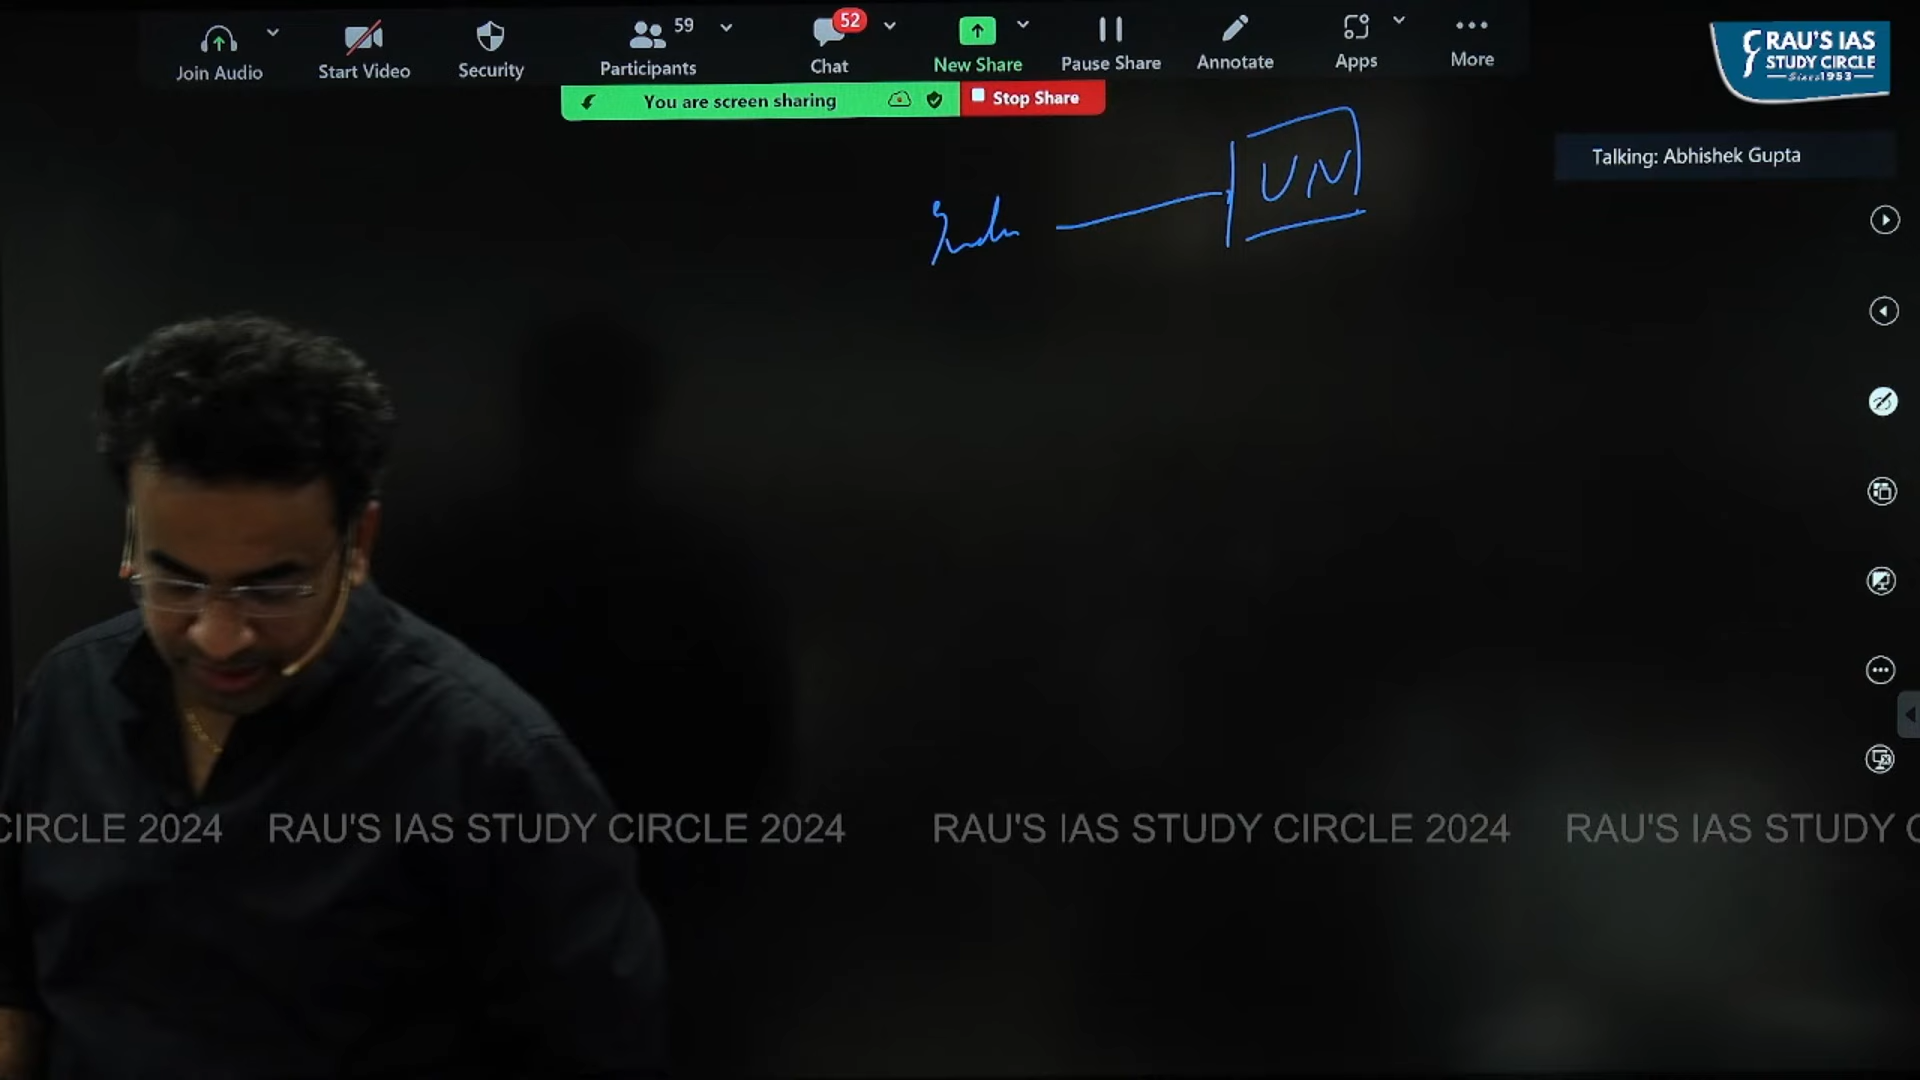 Join Audio
Start Video
Security
Participants
59
Chat
52
New Share
Pause Share
Annotate
Apps
More
RAU'S IAS
STUDY CIRCLE
Since 1953
You are screen sharing
Stop Share
Talking: Abhishek Gupta
UN
India
CIRCLE 2024 RAU'S IAS STUDY CIRCLE 2024 RAU'S IAS STUDY CIRCLE 2024 RAU'S IAS STUDY C